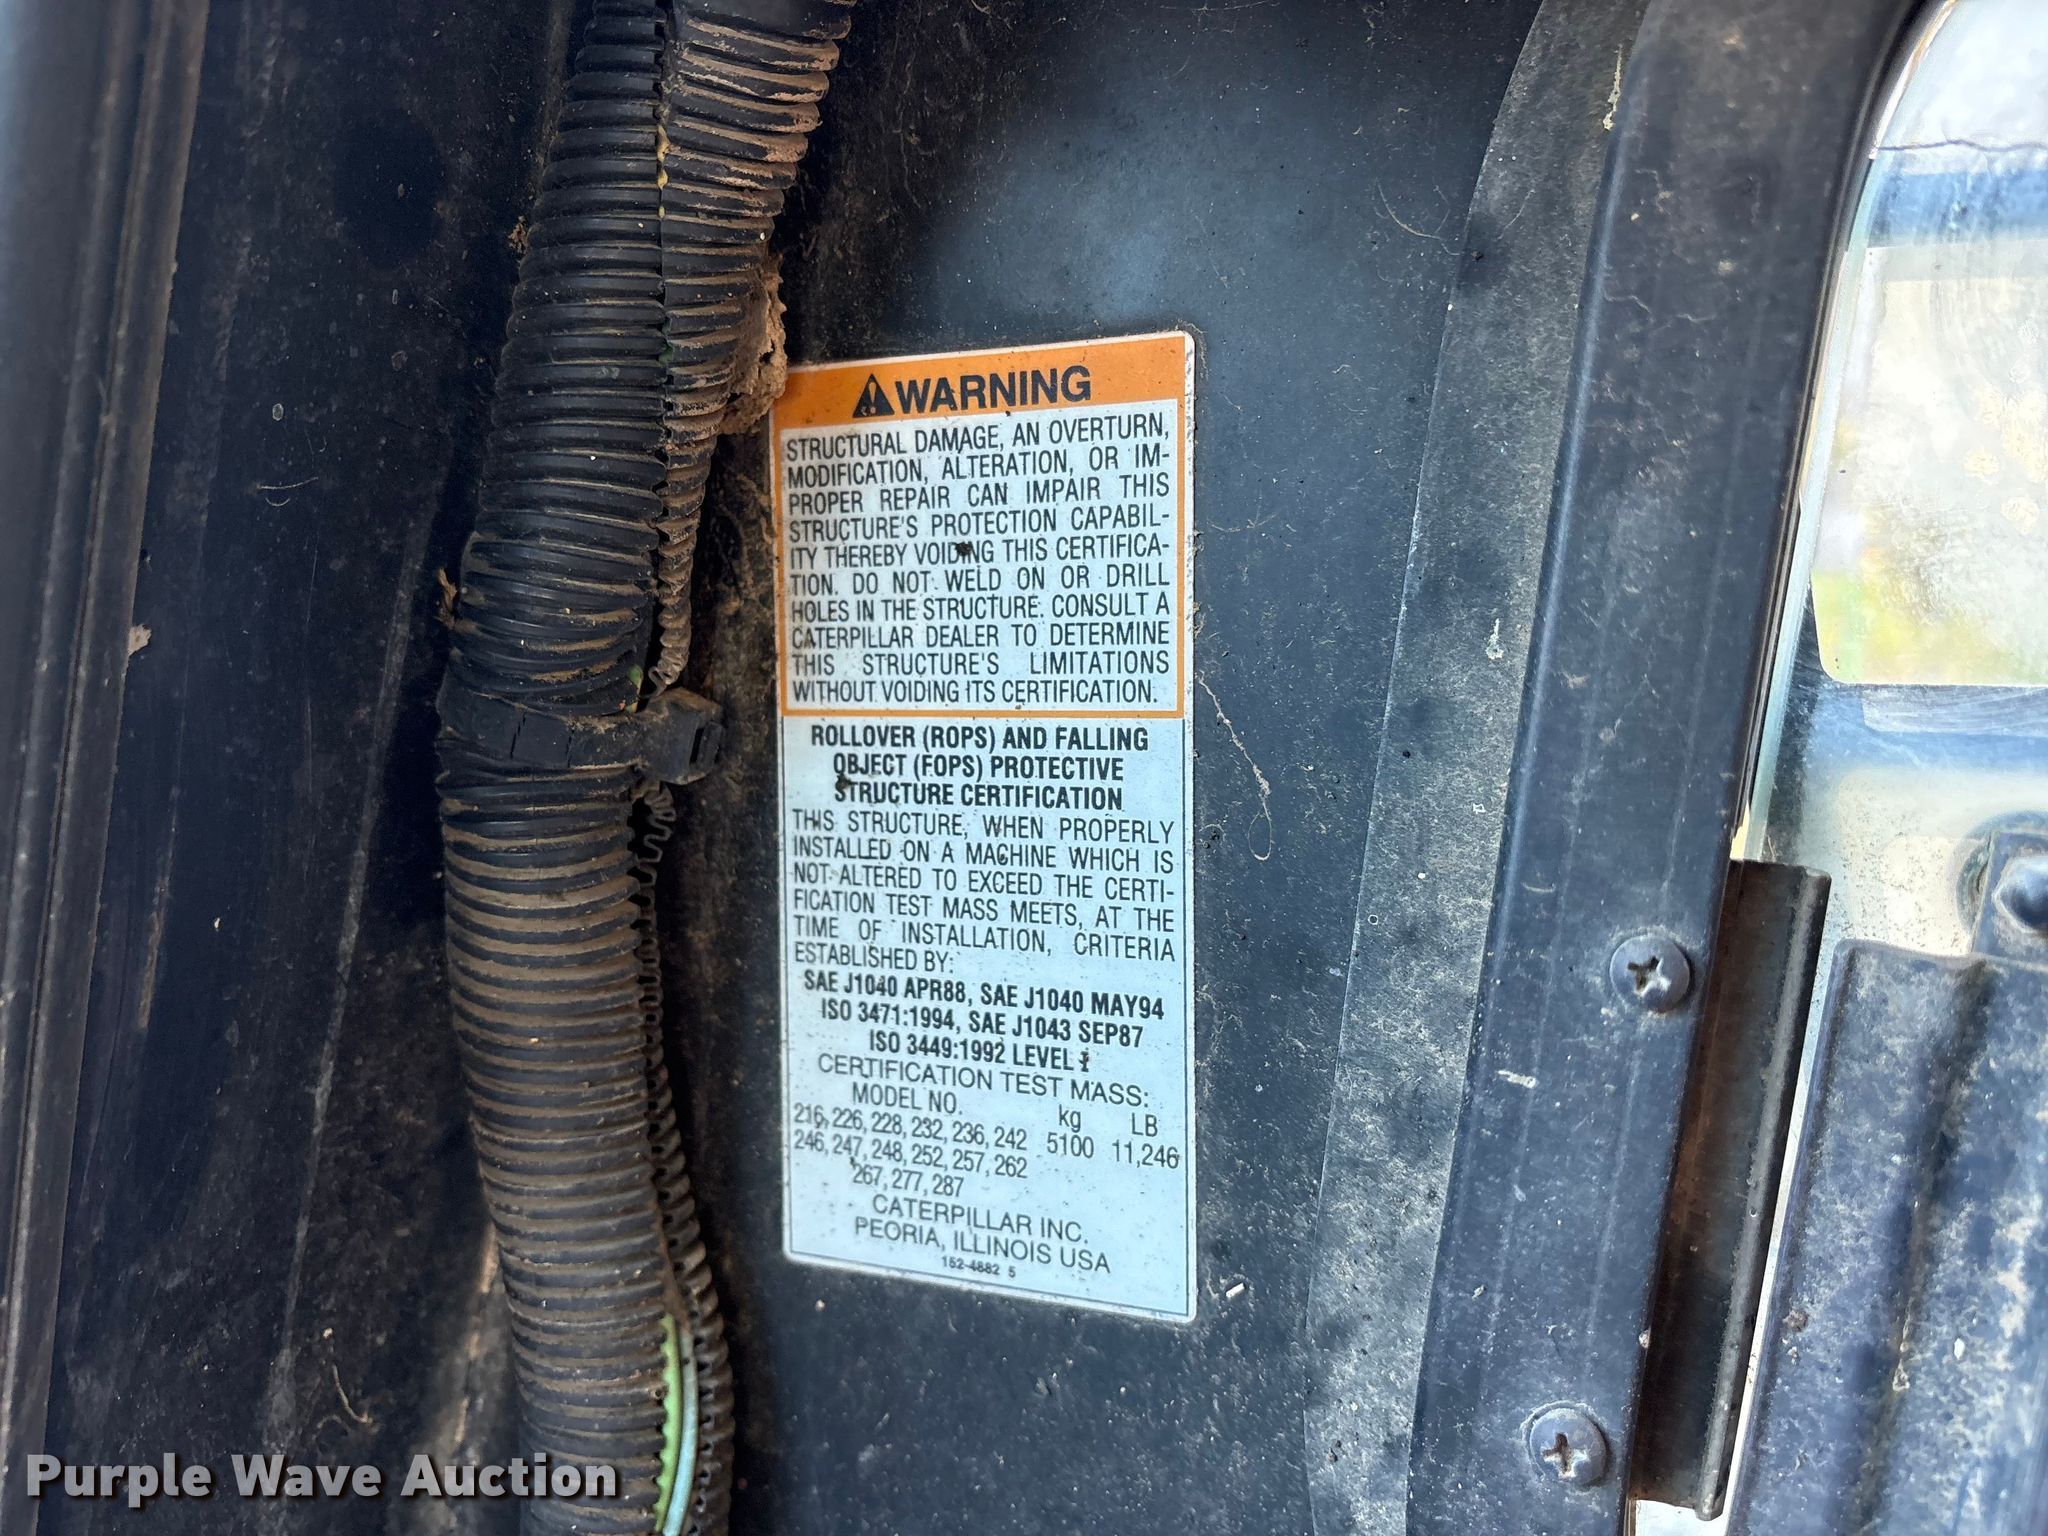 WARNING
STRUCTURAL DAMAGE, AN OVERTURN,
MODIFICATION, ALTERATION, OR IM-
PROPER REPAIR CAN IMPAIR THIS
STRUCTURE'S PROTECTION CAPABIL-
ITY THEREBY VOIDING THIS CERTIFICA-
TION. DO NOT WELD ON OR DRILL
HOLES IN THE STRUCTURE. CONSULT A
CATERPILLAR DEALER TO DETERMINE
THIS STRUCTURE'S LIMITATIONS
WITHOUT VOIDING ITS CERTIFICATION.
ROLLOVER (ROPS) AND FALLING
OBJECT (FOPS) PROTECTIVE
STRUCTURE CERTIFICATION
THIS STRUCTURE, WHEN PROPERLY
INSTALLED ON A MACHINE WHICH IS
NOT ALTERED TO EXCEED THE CERTI-
FICATION TEST MASS MEETS, AT THE
TIME OF INSTALLATION, CRITERIA
ESTABLISHED BY:
SAE J1040 APR88, SAE J1040 MAY94
ISO 3471:1994, SAE J1043 SEP87
ISO 3449:1992 LEVEL I
CERTIFICATION TEST MASS:
MODEL NO. kg LB
216, 226, 228, 232, 236, 242 5100 11,246
246, 247, 248, 252, 257, 262
267, 277, 287
CATERPILLAR INC.
PEORIA, ILLINOIS USA
152-4882 5
Purple Wave Auction